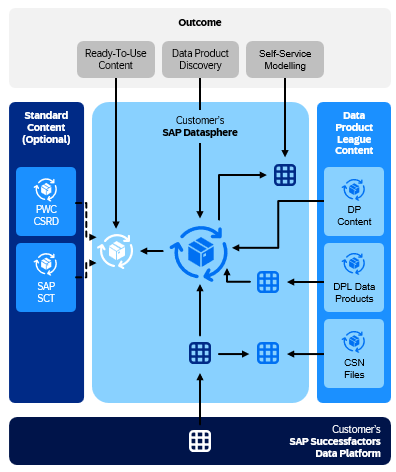 Outcome
Ready-To-Use
Content
Data Product
Discovery
Self-Service
Modelling
Standard
Content
(Optional)
Customer's
SAP Datasphere
Data
Product
League
Content
PWC
CSRD
DP
Content
SAP
SCT
DPL Data
Products
CSN
Files
Customer's
SAP Successfactors
Data Platform